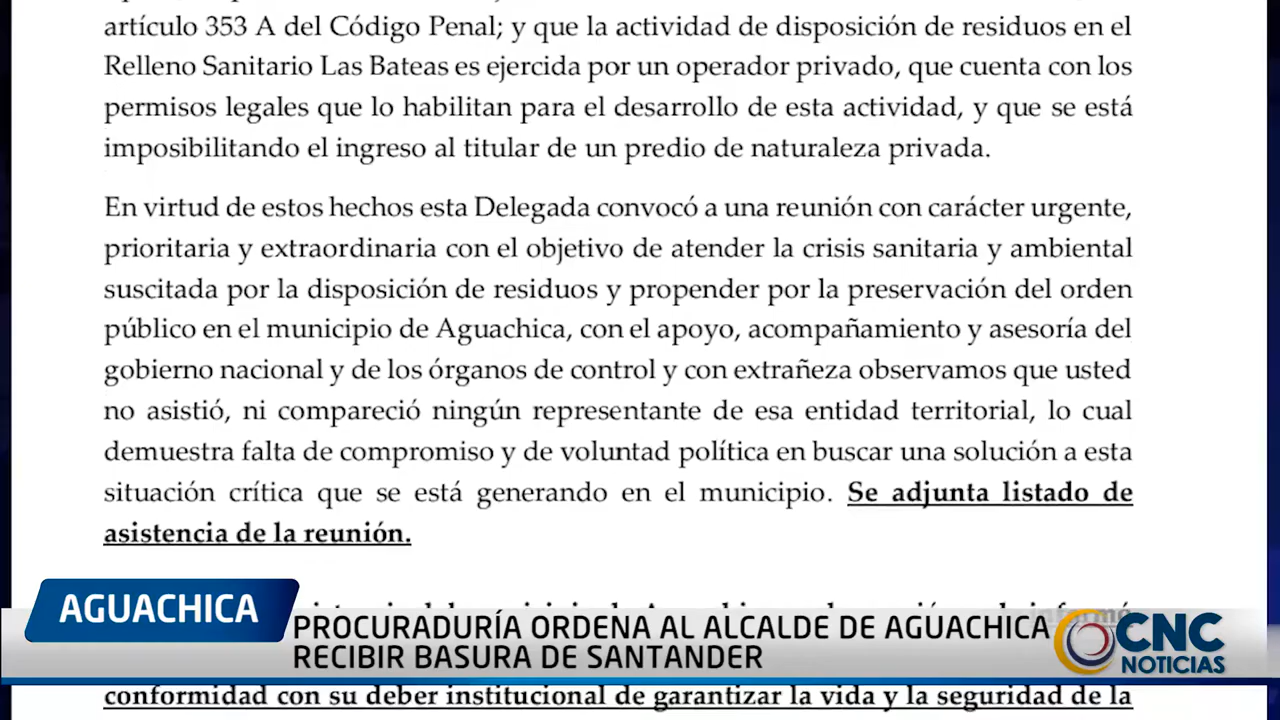 artículo 353 A del Código Penal; y que la actividad de disposición de residuos en el
Relleno Sanitario Las Bateas es ejercida por un operador privado, que cuenta con los
permisos legales que lo habilitan para el desarrollo de esta actividad, y que se está
imposibilitando el ingreso al titular de un predio de naturaleza privada.
En virtud de estos hechos esta Delegada convocó a una reunión con carácter urgente,
prioritaria y extraordinaria con el objetivo de atender la crisis sanitaria y ambiental
suscitada por la disposición de residuos y propender por la preservación del orden
público en el municipio de Aguachica, con el apoyo, acompañamiento y asesoría del
gobierno nacional y de los órganos de control y con extrañeza observamos que usted
no asistió, ni compareció ningún representante de esa entidad territorial, lo cual
demuestra falta de compromiso y de voluntad política en buscar una solución a esta
situación crítica que se está generando en el municipio. Se adjunta listado de
asistencia de la reunión.
AGUACHICA
PROCURADURÍA ORDENA AL ALCALDE DE AGUACHICA
RECIBIR BASURA DE SANTANDER
CNC
NOTICIAS
conformidad con su deber institucional de garantizar la vida y la seguridad de la